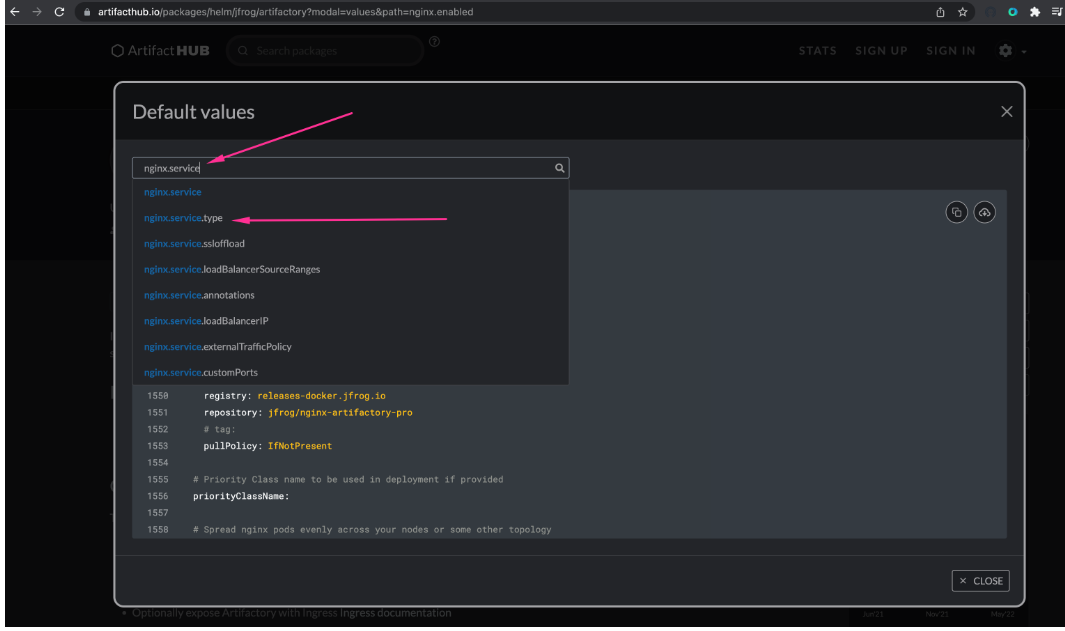 artifacthub.io/packages/helm/jfrog/artifactory?modal=values&path=nginx.enabled
Artifact HUB
Search packages
STATS SIGN UP SIGN IN
Default values
nginx.service
nginx.service
nginx.service.type
nginx.service.ssloffload
nginx.service.loadBalancerSourceRanges
nginx.service.annotations
nginx.service.loadBalancerIP
nginx.service.externalTrafficPolicy
nginx.service.customPorts
1550 registry: releases-docker.jfrog.io
1551 repository: jfrog/nginx-artifactory-pro
1552 # tag:
1553 pullPolicy: IfNotPresent
1554
1555 # Priority Class name to be used in deployment if provided
1556 priorityClassName:
1557
1558 # Spread nginx pods evenly across your nodes or some other topology
× CLOSE
• Optionally expose Artifactory with Ingress Ingress documentation
Jun'21 Nov'21 May'22